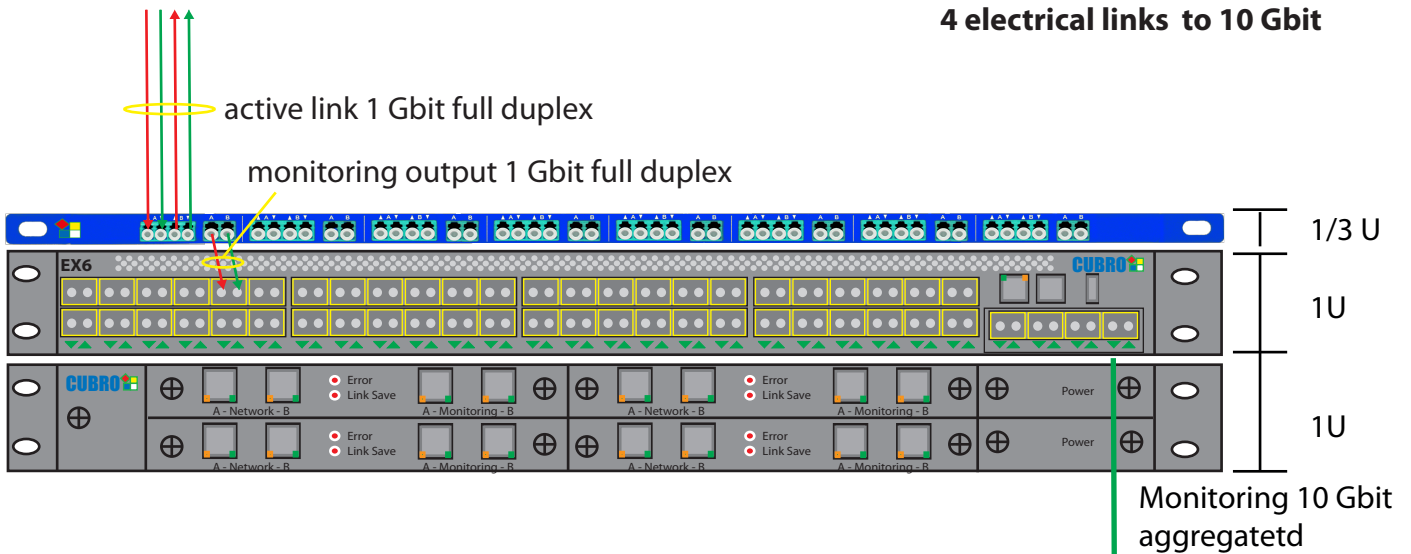 4 electrical links to 10 Gbit
active link 1 Gbit full duplex
monitoring output 1 Gbit full duplex
A B A B A B A B A B A B A B A B A B A B A B A B A B A B A B A B
1/3 U
EX6
CUBRO
1U
CUBRO
Error
Link Save
A - Network - B
A - Monitoring - B
Error
Link Save
A - Network - B
A - Monitoring - B
Power
Error
Link Save
A - Network - B
A - Monitoring - B
Error
Link Save
A - Network - B
A - Monitoring - B
Power
1U
Monitoring 10 Gbit
aggregatetd